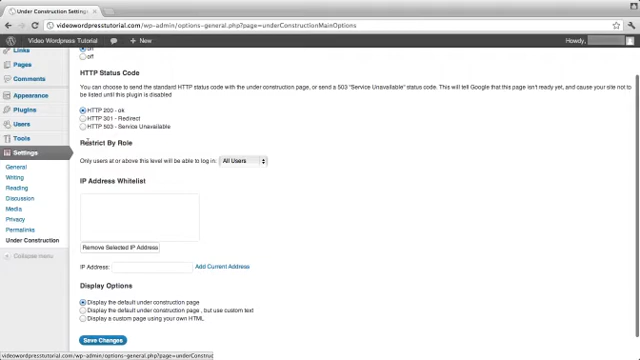 Under Construction Settings
videowordpresstutorial.com/wp-admin/options-general.php?page=underConstructionMainOptions
Video Wordpress Tutorial
+ New
Howdy,
Links
Pages
Comments
Appearance
Plugins
Users
Tools
Settings
General
Writing
Reading
Discussion
Media
Privacy
Permalinks
Under Construction
Collapse menu
on
off
HTTP Status Code
You can choose to send the standard HTTP status code with the under construction page, or send a 503 "Service Unavailable" status code. This will tell Google that this page isn't ready yet, and cause your site not
to be listed until this plugin is disabled
HTTP 200 - ok
HTTP 301 - Redirect
HTTP 503 - Service Unavailable
Restrict By Role
Only users at or above this level will be able to log in: All Users
IP Address Whitelist
Remove Selected IP Address
IP Address: Add Current Address
Display Options
Display the default under construction page
Display the default under construction page , but use custom text
Display a custom page using your own HTML
Save Changes
videowordpresstutorial.com/wp-admin/options-general.php?page=underConstruc